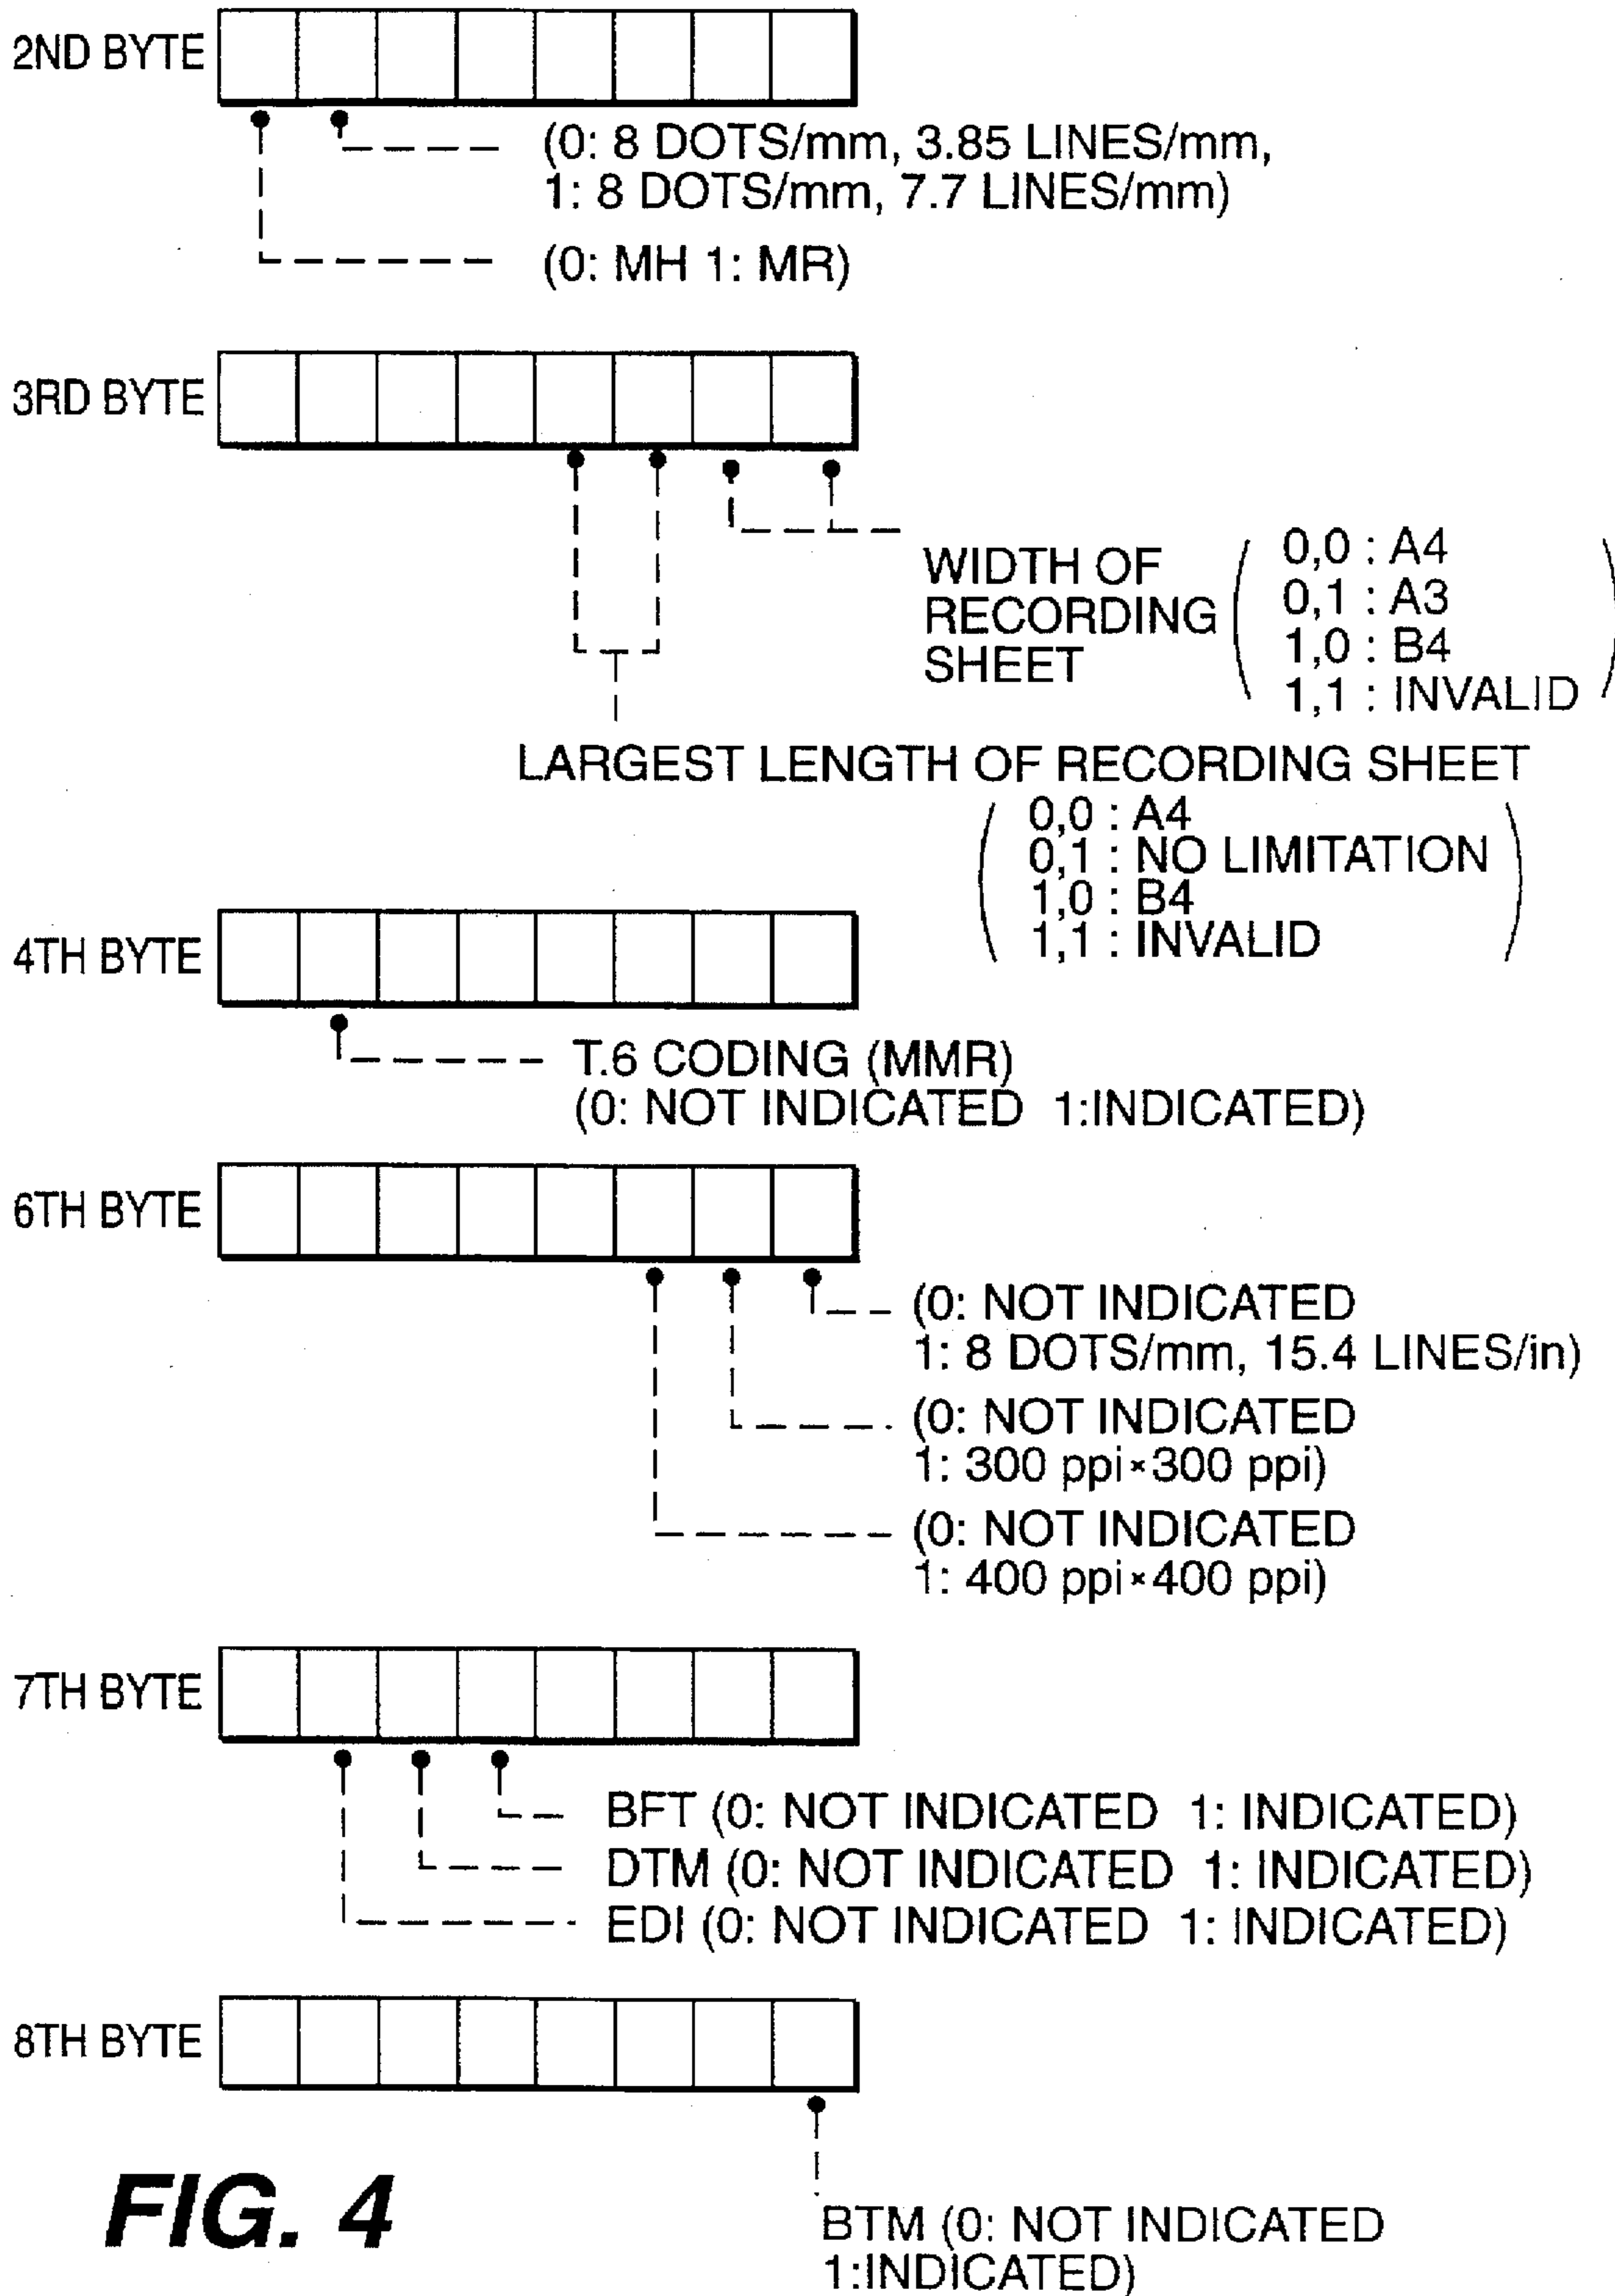 2ND BYTE
(0: 8 DOTS/mm, 3.85 LINES/mm,
1: 8 DOTS/mm, 7.7 LINES/mm)
(0: MH 1: MR)
3RD BYTE
WIDTH OF
RECORDING
SHEET
0,0 : A4
0,1 : A3
1,0 : B4
1,1 : INVALID
LARGEST LENGTH OF RECORDING SHEET
0,0 : A4
0,1 : NO LIMITATION
1,0 : B4
1,1 : INVALID
4TH BYTE
T.6 CODING (MMR)
(0: NOT INDICATED 1:INDICATED)
6TH BYTE
(0: NOT INDICATED
1: 8 DOTS/mm, 15.4 LINES/in)
(0: NOT INDICATED
1: 300 ppi×300 ppi)
(0: NOT INDICATED
1: 400 ppi×400 ppi)
7TH BYTE
BFT (0: NOT INDICATED 1: INDICATED)
DTM (0: NOT INDICATED 1: INDICATED)
EDI (0: NOT INDICATED 1: INDICATED)
8TH BYTE
BTM (0: NOT INDICATED
1:INDICATED)
FIG. 4